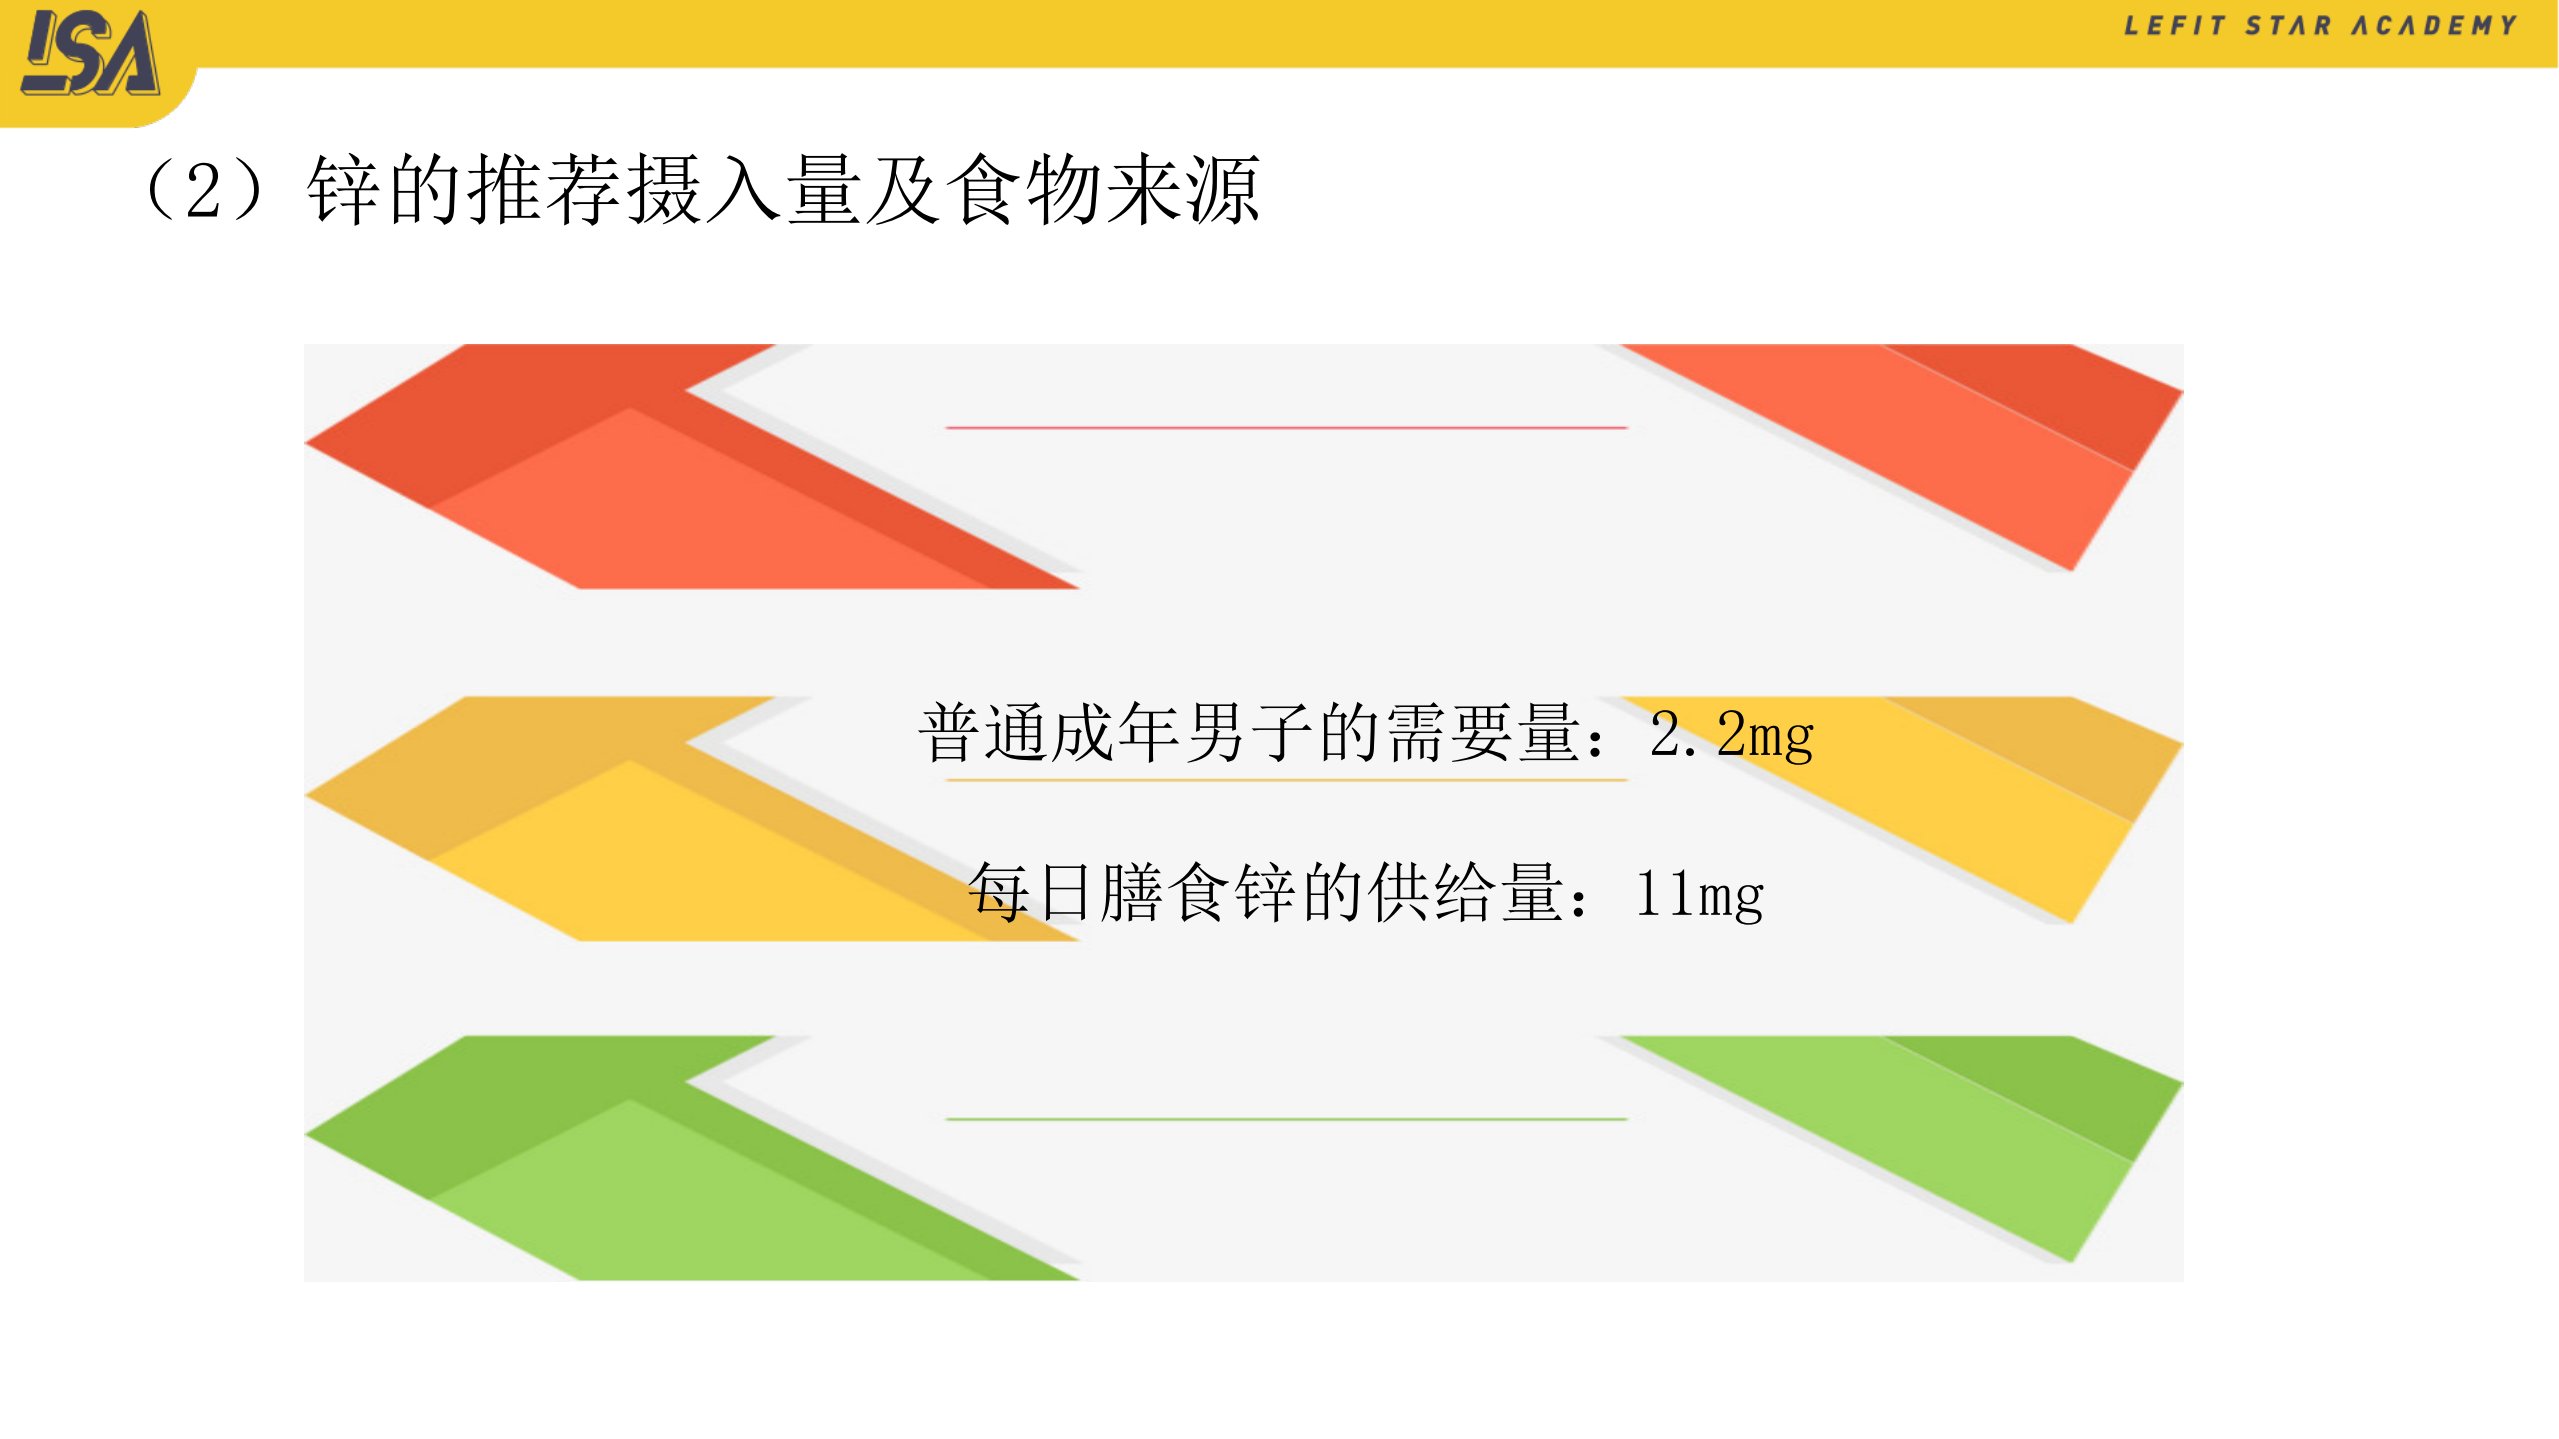 LSA
LEFIT STAR ACADEMY
（2）锌的推荐摄入量及食物来源
普通成年男子的需要量：2.2mg
每日膳食锌的供给量：11mg